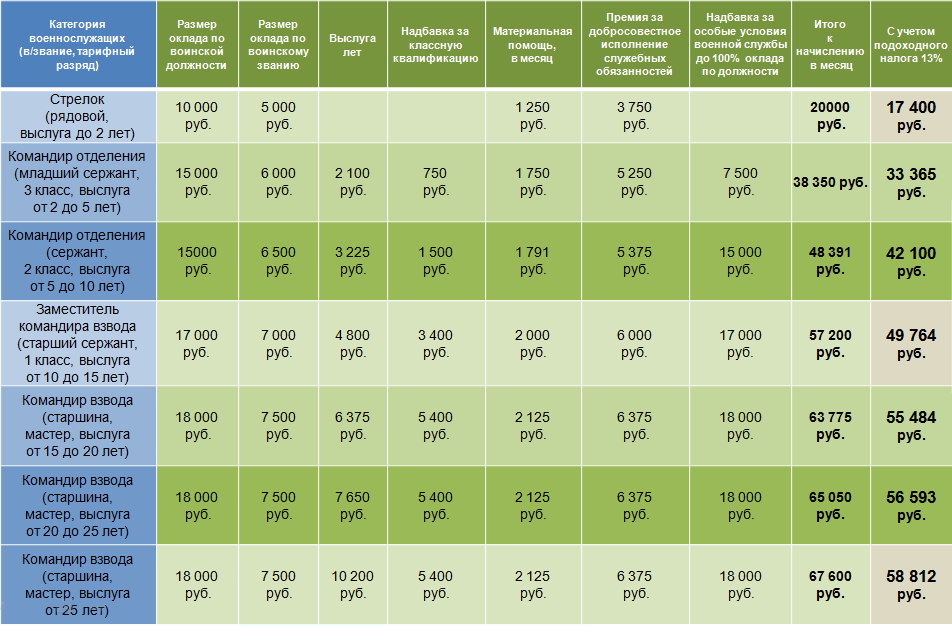 Категория
военнослужащих
(в/звание, тарифный
разряд)
Размер
оклада по
воинской
должности
Размер
оклада по
воинскому
званию
Выслуга
лет
Надбавка за
классную
квалификацию
Материальная
помощь,
в месяц
Премия за
добросовестное
исполнение
служебных
обязанностей
Надбавка за
особые условия
военной службы
до 100% оклада
по должности
Итого
к
начислению
в месяц
С учетом
подоходного
налога 13%
Стрелок
(рядовой,
выслуга до 2 лет)
10 000
руб.
5 000
руб.
1 250
руб.
3 750
руб.
20000
руб.
17 400
руб.
Командир отделения
(младший сержант,
3 класс, выслуга
от 2 до 5 лет)
15 000
руб.
6 000
руб.
2 100
руб.
750
руб.
1 750
руб.
5 250
руб.
7 500
руб.
38 350 руб.
33 365
руб.
Командир отделения
(сержант,
2 класс, выслуга
от 5 до 10 лет)
15000
руб.
6 500
руб.
3 225
руб.
1 500
руб.
1 791
руб.
5 375
руб.
15 000
руб.
48 391
руб.
42 100
руб.
Заместитель
командира взвода
(старший сержант,
1 класс, выслуга
от 10 до 15 лет)
17 000
руб.
7 000
руб.
4 800
руб.
3 400
руб.
2 000
руб.
6 000
руб.
17 000
руб.
57 200
руб.
49 764
руб.
Командир взвода
(старшина,
мастер, выслуга
от 15 до 20 лет)
18 000
руб.
7 500
руб.
6 375
руб.
5 400
руб.
2 125
руб.
6 375
руб.
18 000
руб.
63 775
руб.
55 484
руб.
Командир взвода
(старшина,
мастер, выслуга
от 20 до 25 лет)
18 000
руб.
7 500
руб.
7 650
руб.
5 400
руб.
2 125
руб.
6 375
руб.
18 000
руб.
65 050
руб.
56 593
руб.
Командир взвода
(старшина,
мастер, выслуга
от 25 лет)
18 000
руб.
7 500
руб.
10 200
руб.
5 400
руб.
2 125
руб.
6 375
руб.
18 000
руб.
67 600
руб.
58 812
руб.